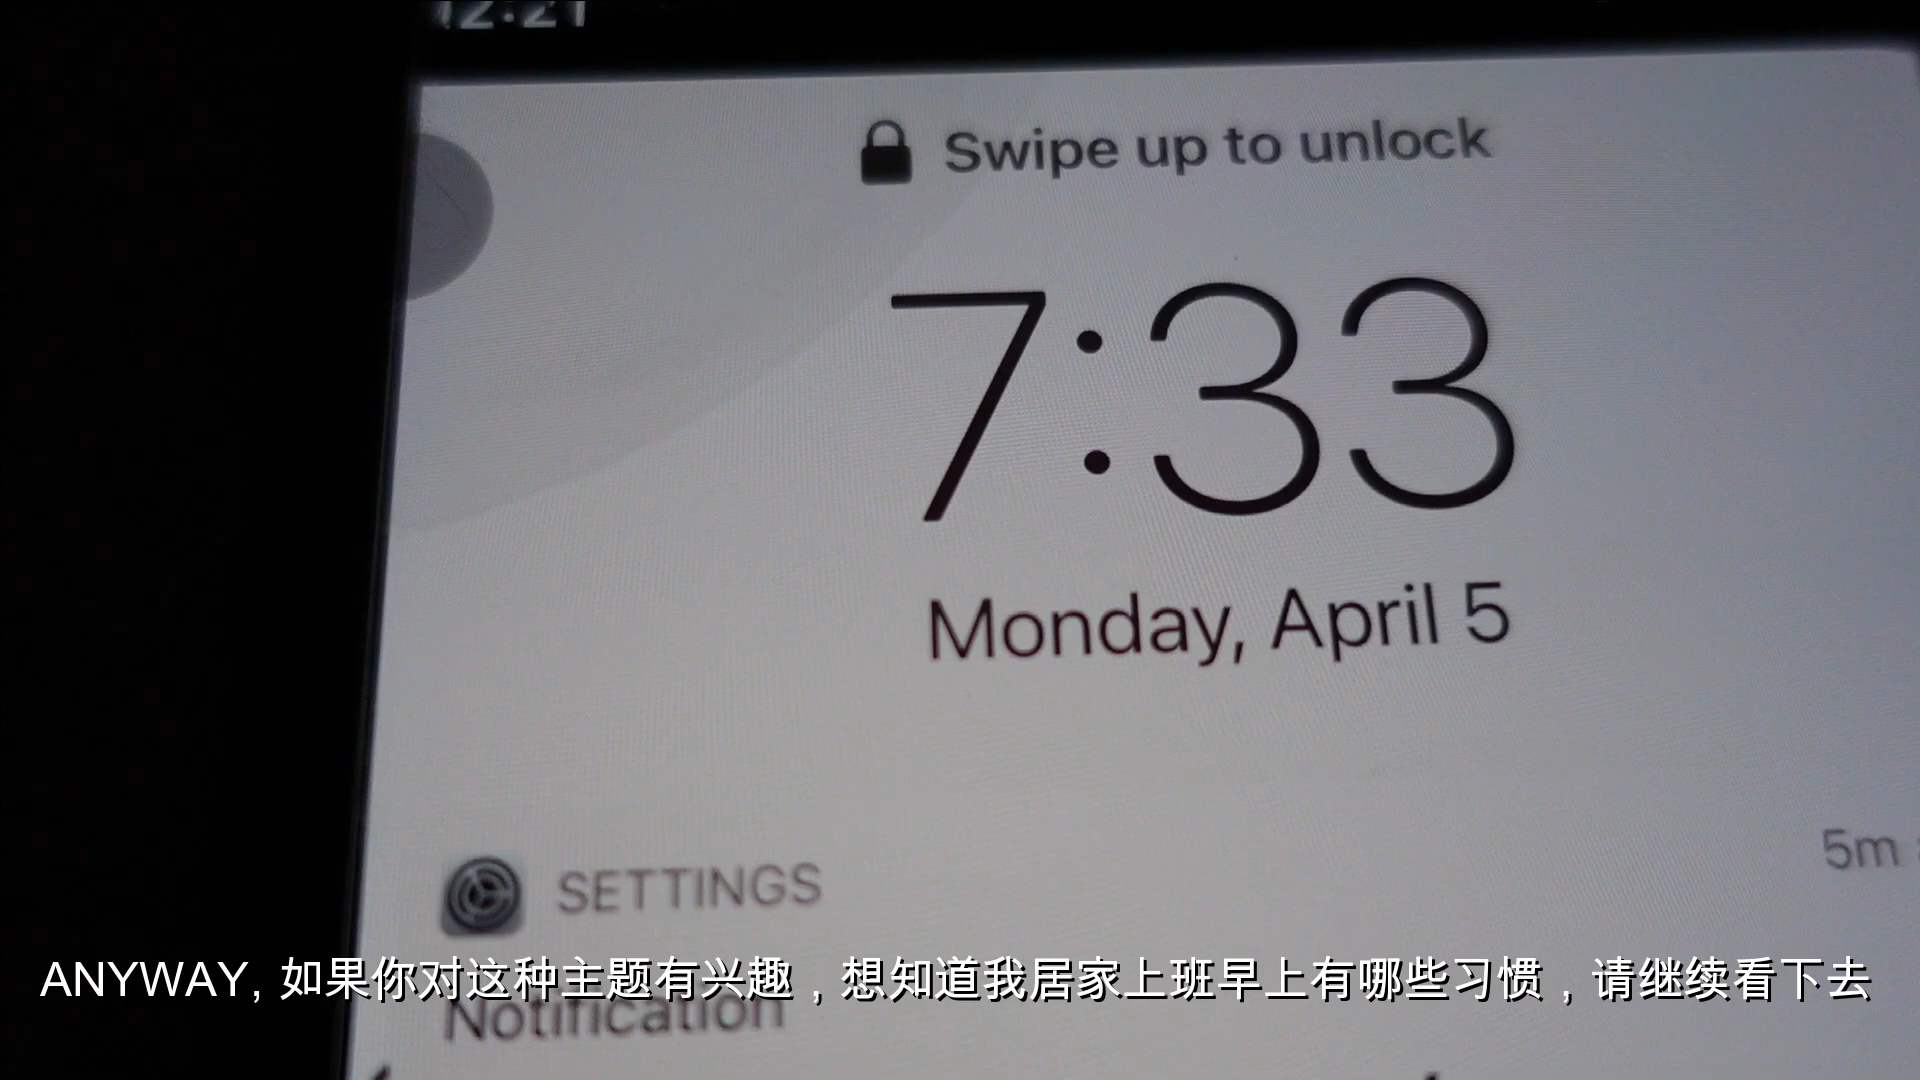 12:21
Swipe up to unlock
7:33
Monday, April 5
5m
SETTINGS
ANYWAY, 如果你对这种主题有兴趣，想知道我居家上班早上有哪些习惯，请继续看下去
Notification